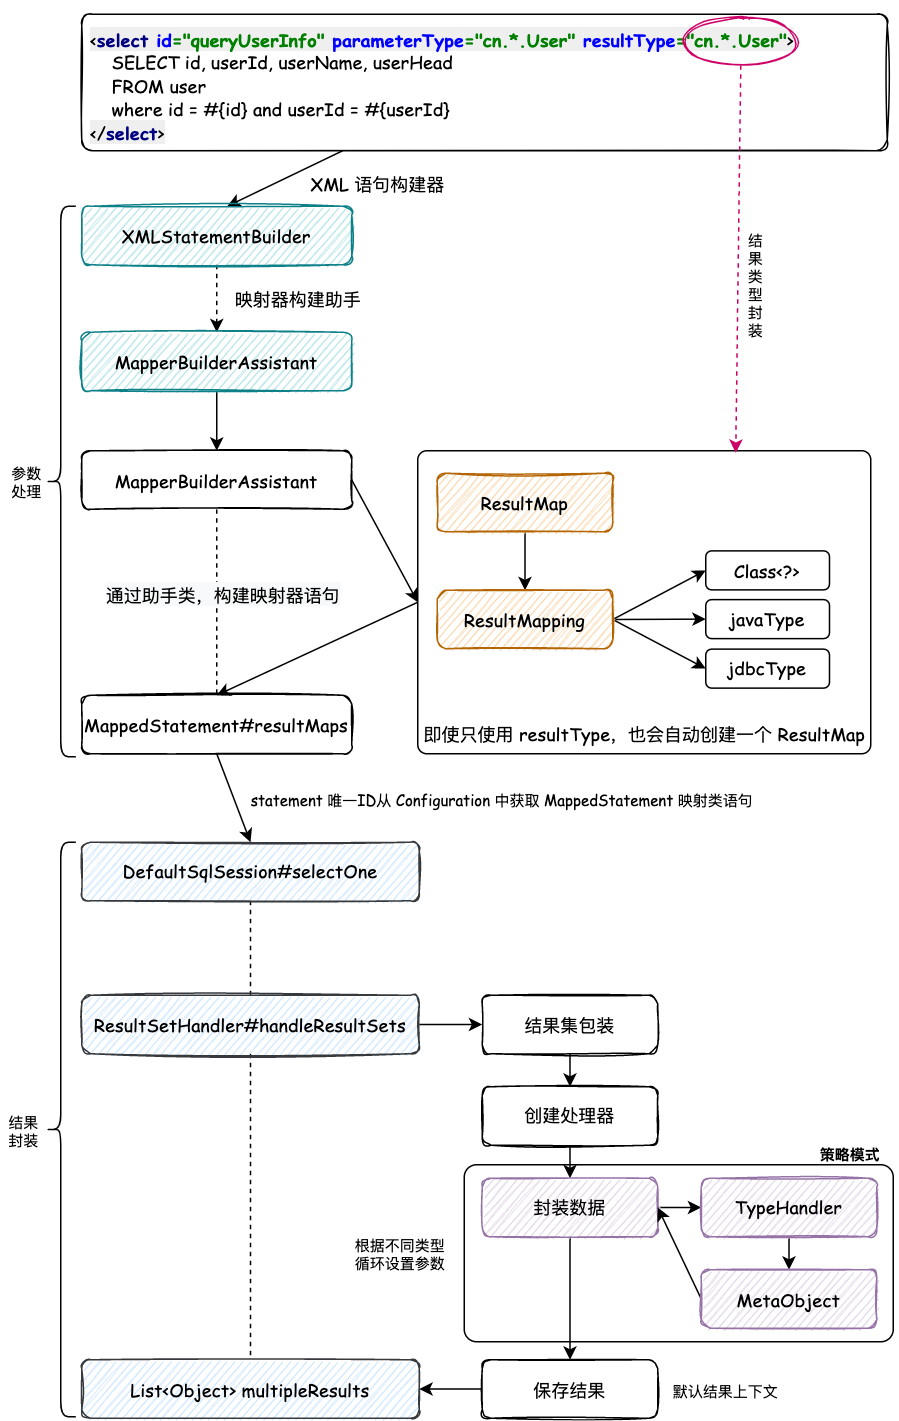 <select id="queryUserInfo" parameterType="cn.*.User" resultType="cn.*.User">
SELECT id, userId, userName, userHead
FROM user
where id = #{id} and userId = #{userId}
</select>
XML 语句构建器
XMLStatementBuilder
结果类型封装
映射器构建助手
MapperBuilderAssistant
参数
处理
MapperBuilderAssistant
ResultMap
Class<?>
通过助手类，构建映射器语句
ResultMapping
javaType
jdbcType
MappedStatement#resultMaps
即使只使用 resultType，也会自动创建一个 ResultMap
statement 唯一ID从 Configuration 中获取 MappedStatement 映射类语句
DefaultSqlSession#selectOne
ResultSetHandler#handleResultSets
结果集包装
结果
封装
创建处理器
策略模式
封装数据
TypeHandler
根据不同类型
循环设置参数
MetaObject
List<Object> multipleResults
保存结果
默认结果上下文